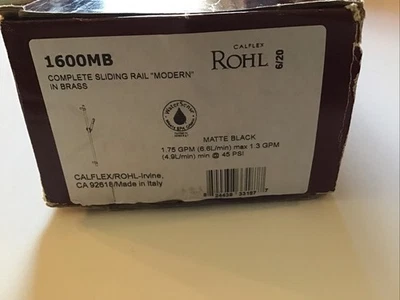 1600MB
COMPLETE SLIDING RAIL "MODERN"
IN BRASS
CALFLEX
ROHL
6/20
WaterSense
MATTE BLACK
1.75 GPM (6.6L/min) max 1.3 GPM
(4.9L/min) min @ 45 PSI
CALFLEX/ROHL-Irvine,
CA 92618/Made in Italy